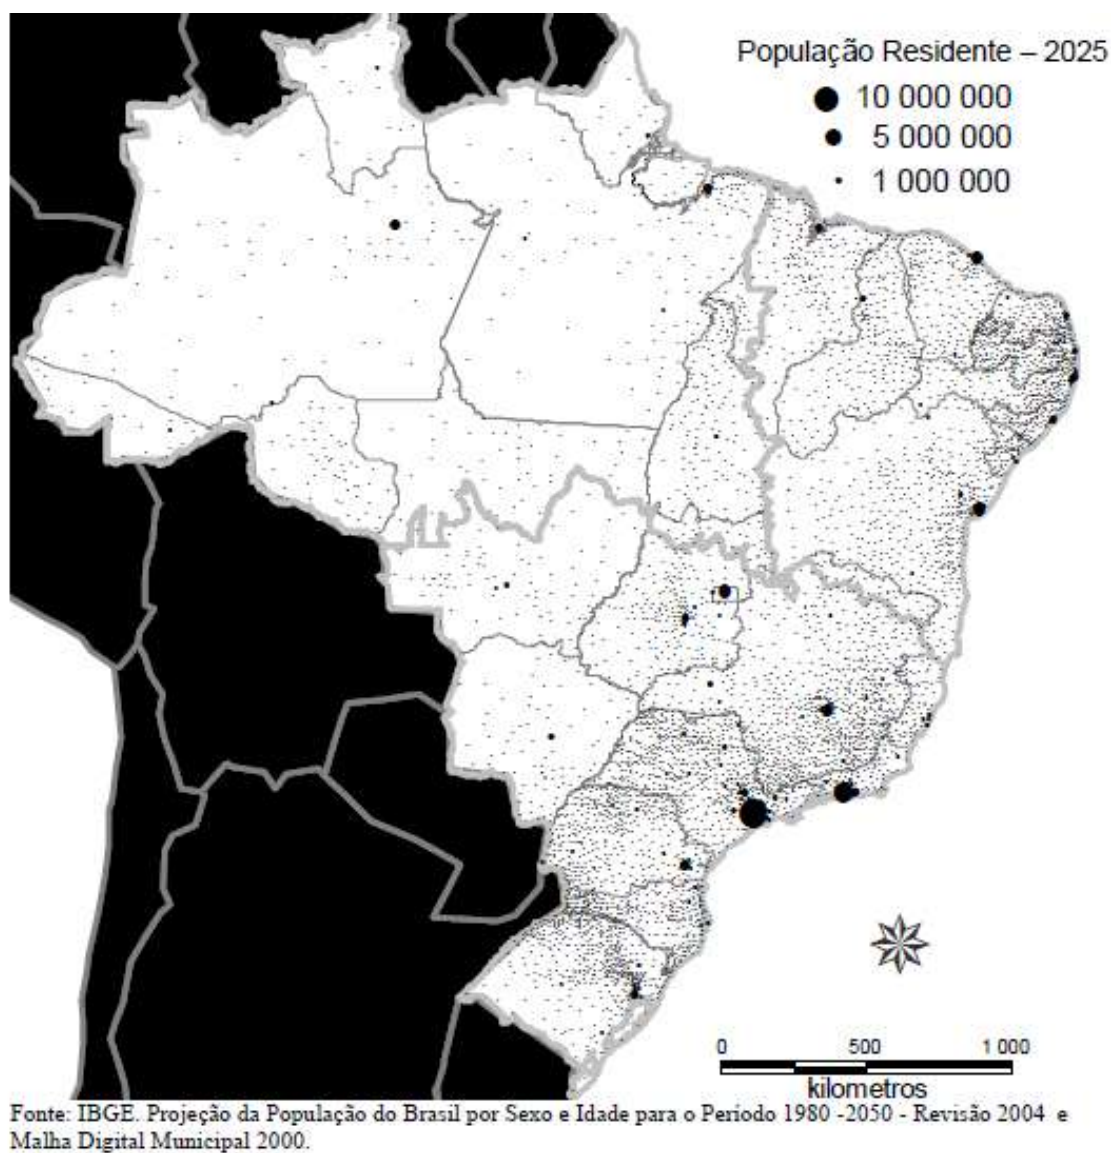 População Residente – 2025
10 000 000
5 000 000
1 000 000
0 500 1 000
kilometros
Fonte: IBGE. Projeção da População do Brasil por Sexo e Idade para o Período 1980 -2050 - Revisão 2004 e
Malha Digital Municipal 2000.